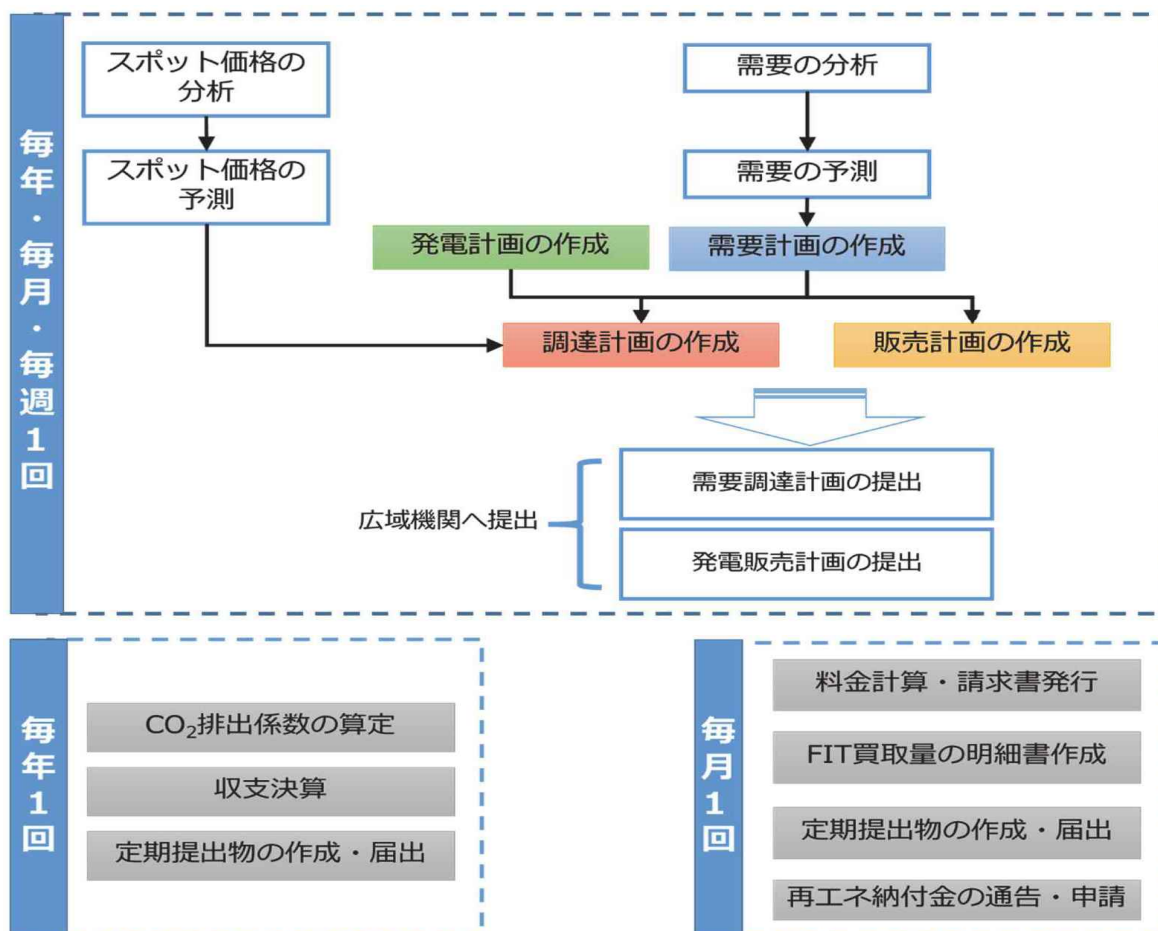 毎年・毎月・毎週1回
スポット価格の
分析
需要の分析
スポット価格の
予測
需要の予測
発電計画の作成
需要計画の作成
調達計画の作成
販売計画の作成
需要調達計画の提出
広域機関へ提出
発電販売計画の提出
毎年1回
CO₂排出係数の算定
収支決算
定期提出物の作成・届出
毎月1回
料金計算・請求書発行
FIT買取量の明細書作成
定期提出物の作成・届出
再エネ納付金の通告・申請